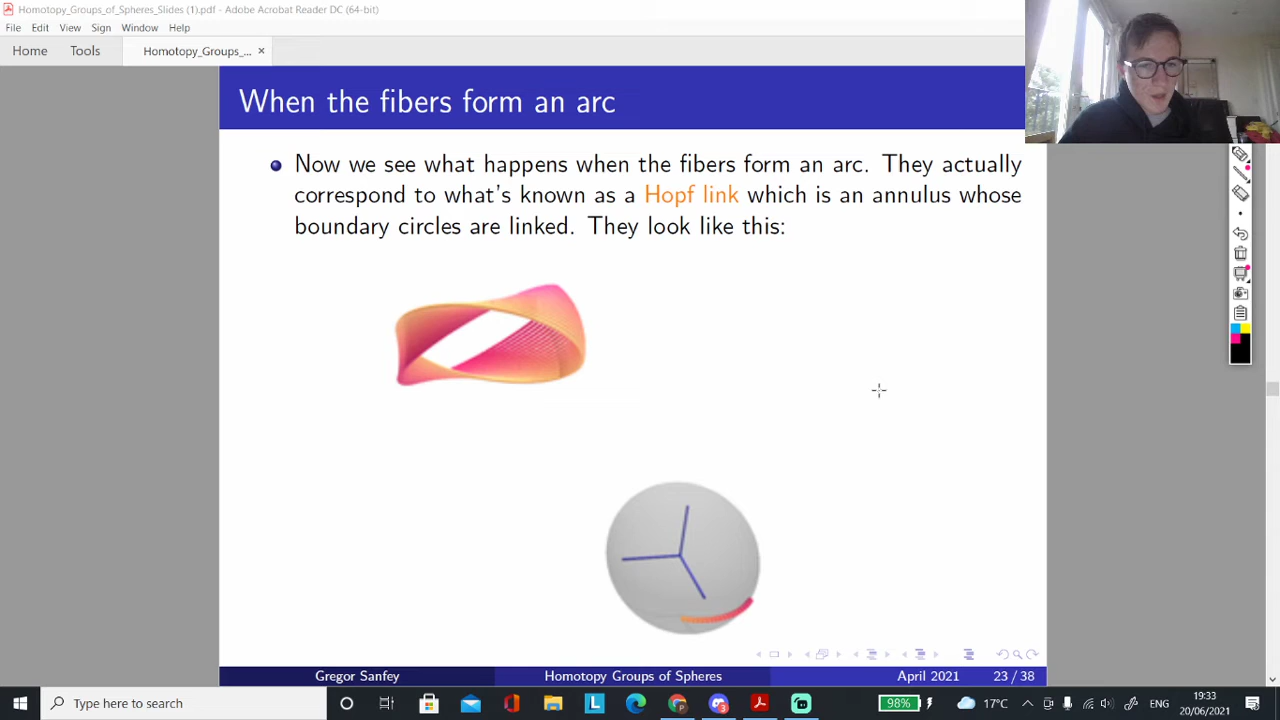 Homotopy_Groups_of_Spheres_Slides (1).pdf - Adobe Acrobat Reader DC (64-bit)
File Edit View Sign Window Help
Home Tools Homotopy_Groups_... ×
When the fibers form an arc
Now we see what happens when the fibers form an arc. They actually
correspond to what's known as a Hopf link which is an annulus whose
boundary circles are linked. They look like this:
Gregor Sanfey Homotopy Groups of Spheres April 2021 23 / 38
Type here to search
98% 17°C ENG
19:33
20/06/2021